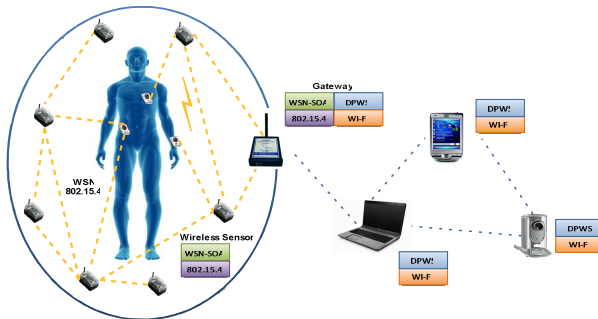 Gateway
WSN-SOA DPWS
802.15.4 WI-F
DPWS
WI-F
WSN
802.15.4
Wireless Sensor
WSN-SOA
802.15.4
DPWS
WI-F
DPWS
WI-F